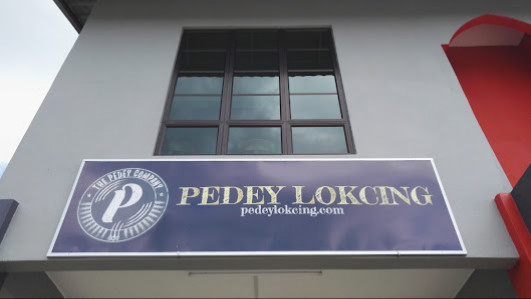 THE PEDEY COMPANY
P
PEDEY LOKCING
pedeylokcing.com